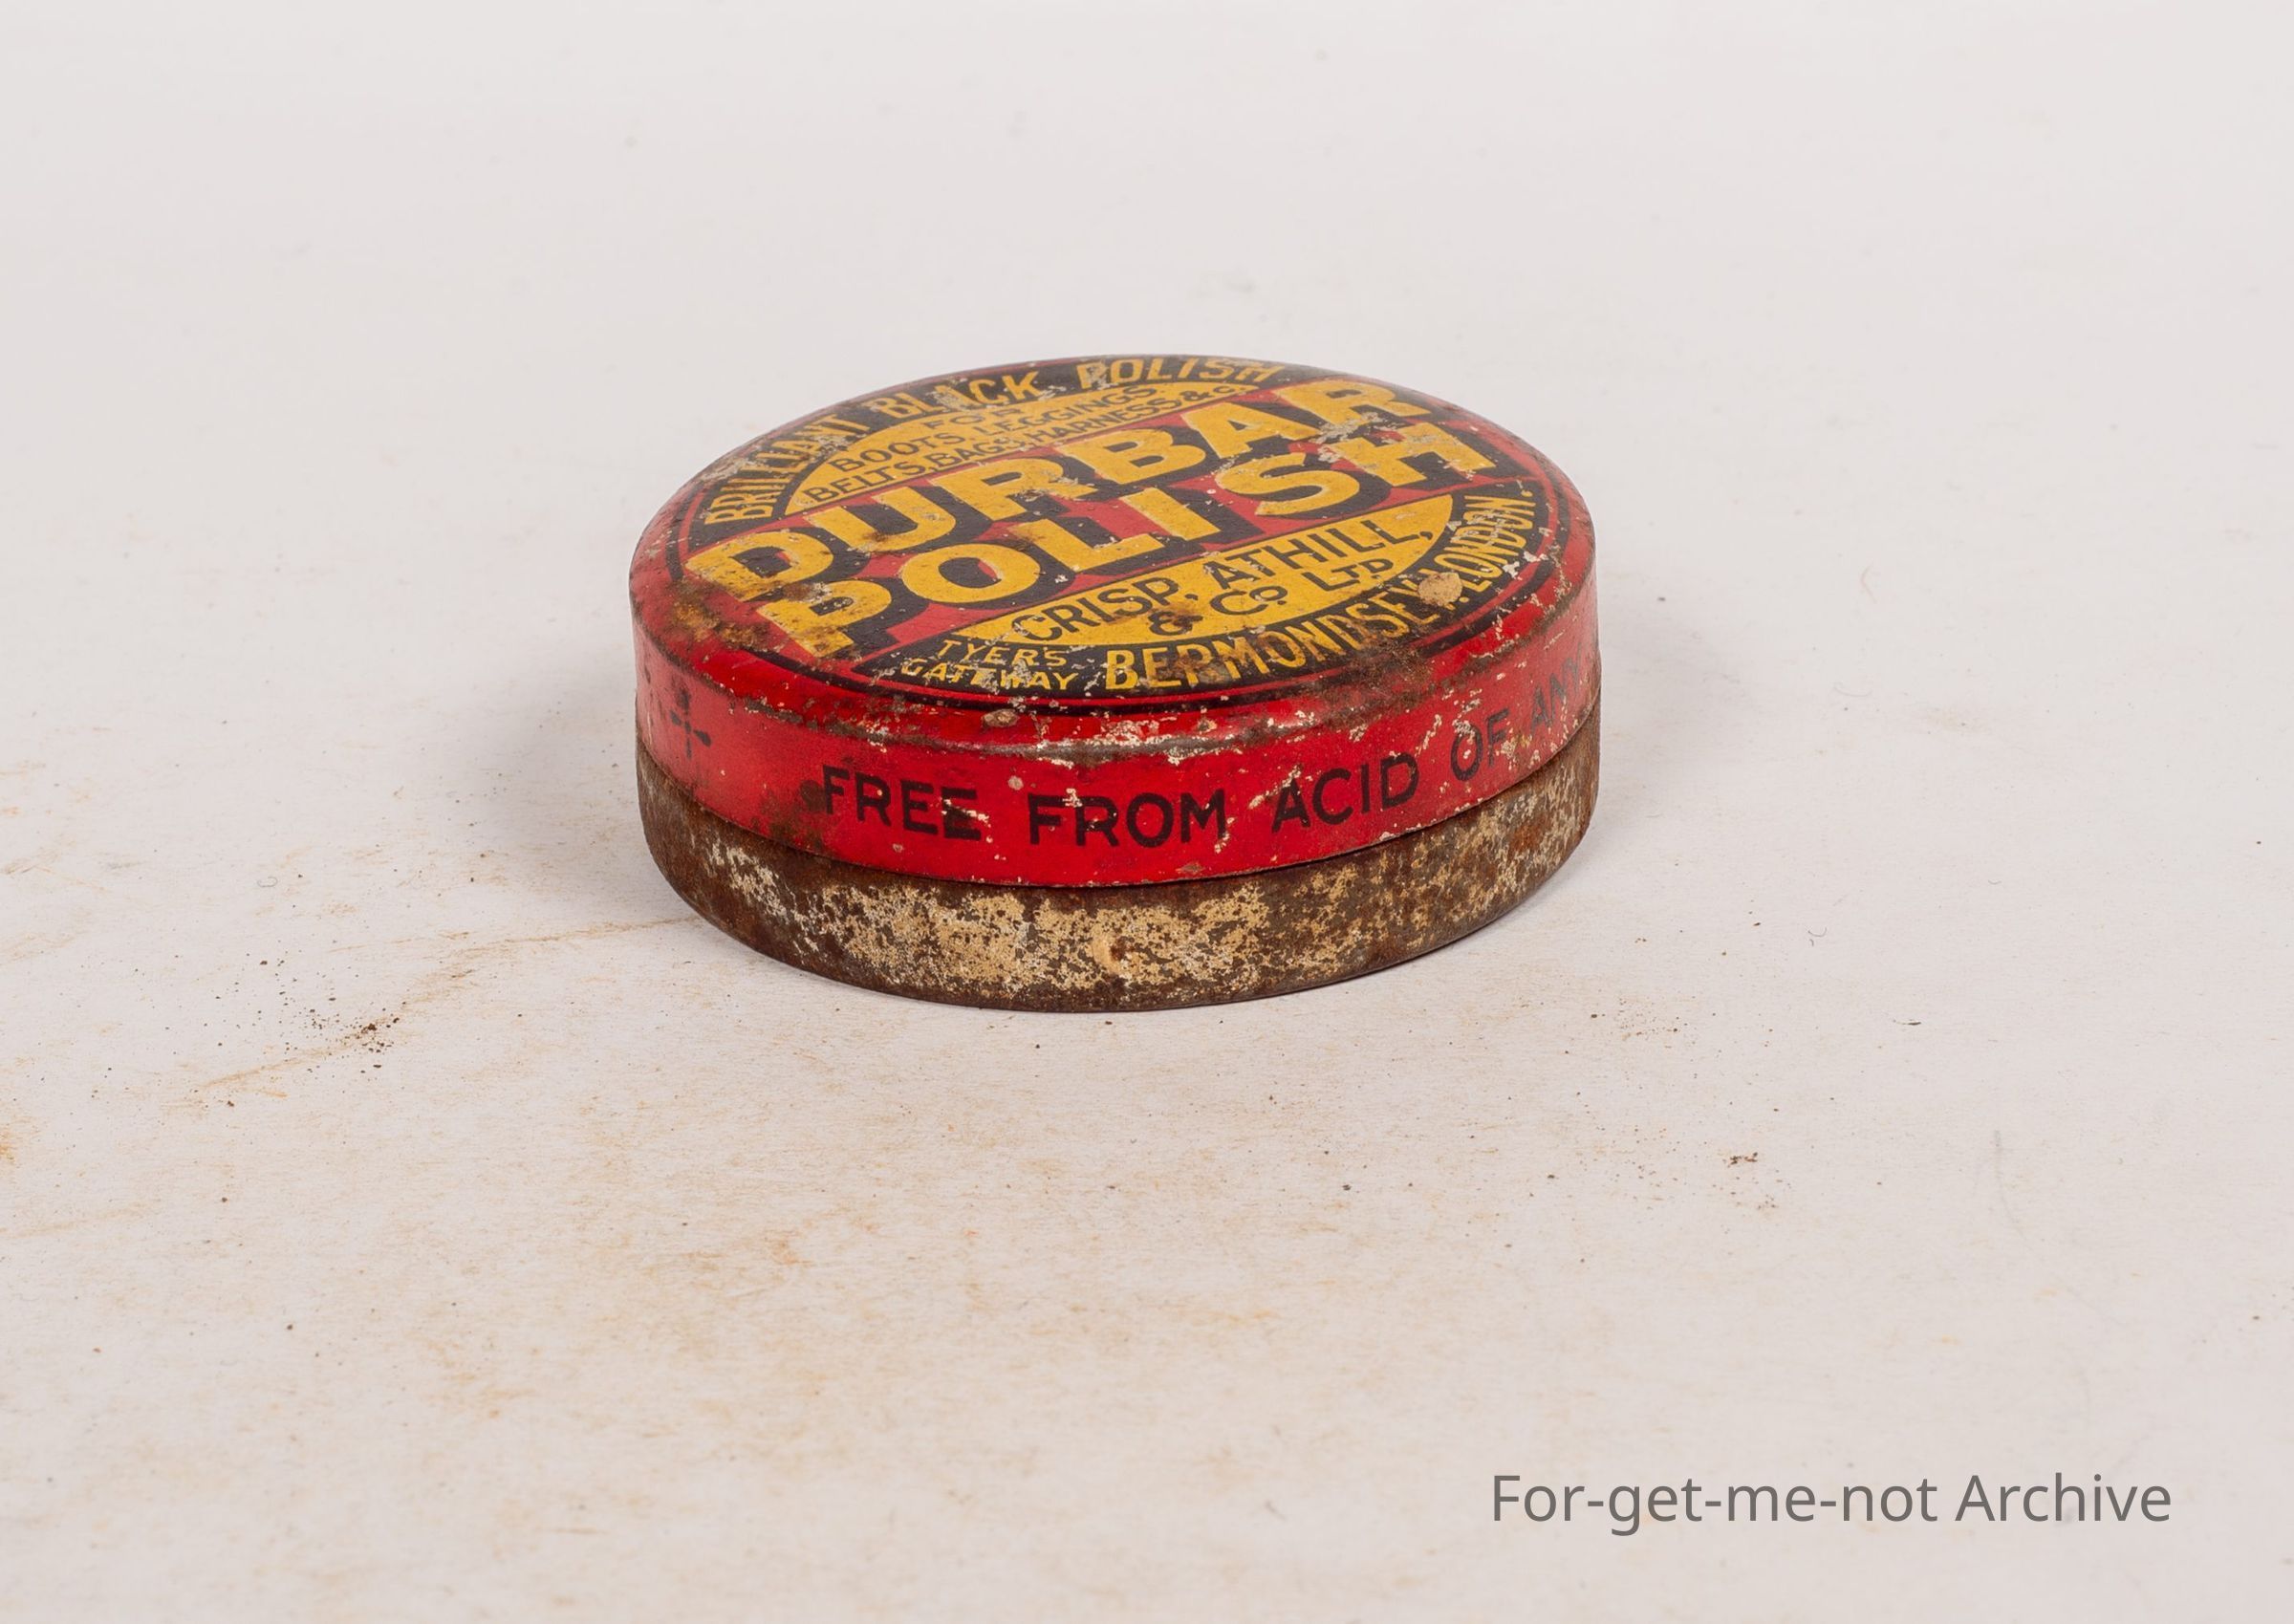 BRILLIANT BLACK POLISH
FOR
BOOTS, LEGGINGS.
BELTS, BAGS, HARNESS & C.
DURBAR
POLISH
CRISP, ATHILL,
& Co LTD
TYER'S
GATEWAY BERMONDSEY. LONDON.
FREE FROM ACID OF ANY
For-get-me-not Archive